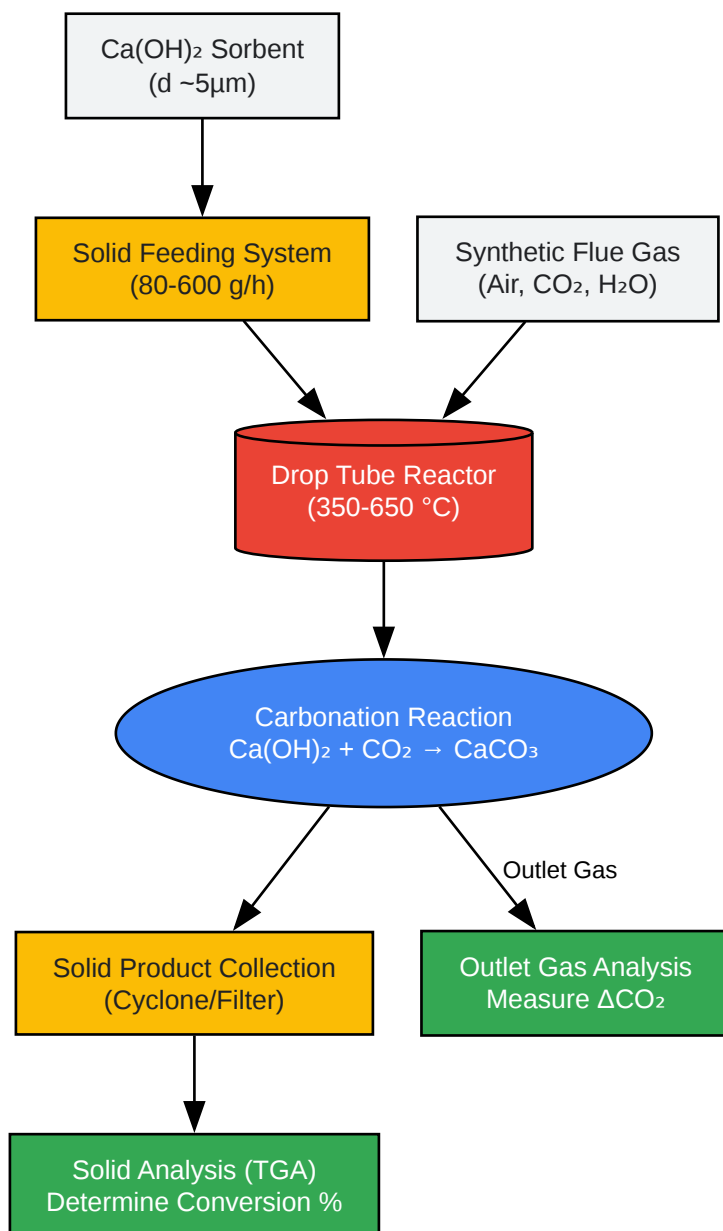 Ca(OH)₂ Sorbent
(d ~5µm)
Solid Feeding System
(80-600 g/h)
Synthetic Flue Gas
(Air, CO₂, H₂O)
Drop Tube Reactor
(350-650 °C)
Carbonation Reaction
Ca(OH)₂ + CO₂ → CaCO₃
Outlet Gas
Solid Product Collection
(Cyclone/Filter)
Outlet Gas Analysis
Measure ΔCO₂
Solid Analysis (TGA)
Determine Conversion %